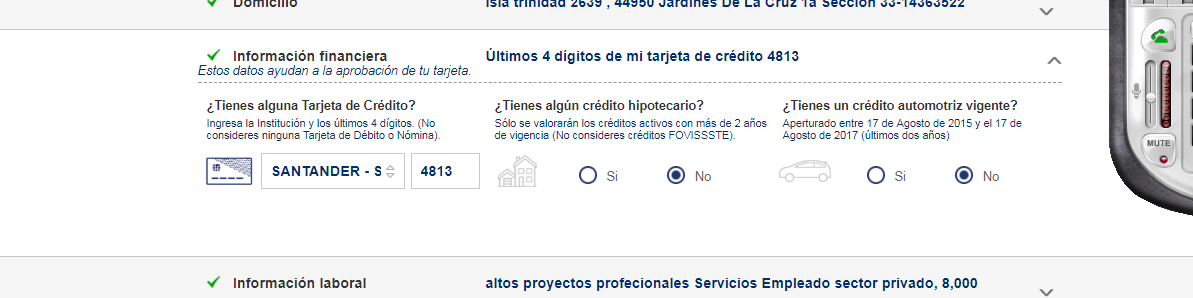 Domicilio
Isla trinidad 2639 , 44950 Jardines De La Cruz 1a Sección 33-14363522
Información financiera
Últimos 4 dígitos de mi tarjeta de crédito 4813
Estos datos ayudan a la aprobación de tu tarjeta.
¿Tienes alguna Tarjeta de Crédito?
Ingresa la Institución y los últimos 4 dígitos. (No
consideres ninguna Tarjeta de Débito o Nómina).
SANTANDER - S
4813
¿Tienes algún crédito hipotecario?
Sólo se valorarán los créditos activos con más de 2 años
de vigencia (No consideres créditos FOVISSSTE).
Si
No
¿Tienes un crédito automotriz vigente?
Aperturado entre 17 de Agosto de 2015 y el 17 de
Agosto de 2017 (últimos dos años)
Si
No
MUTE
Información laboral
altos proyectos profecionales Servicios Empleado sector privado, 8,000